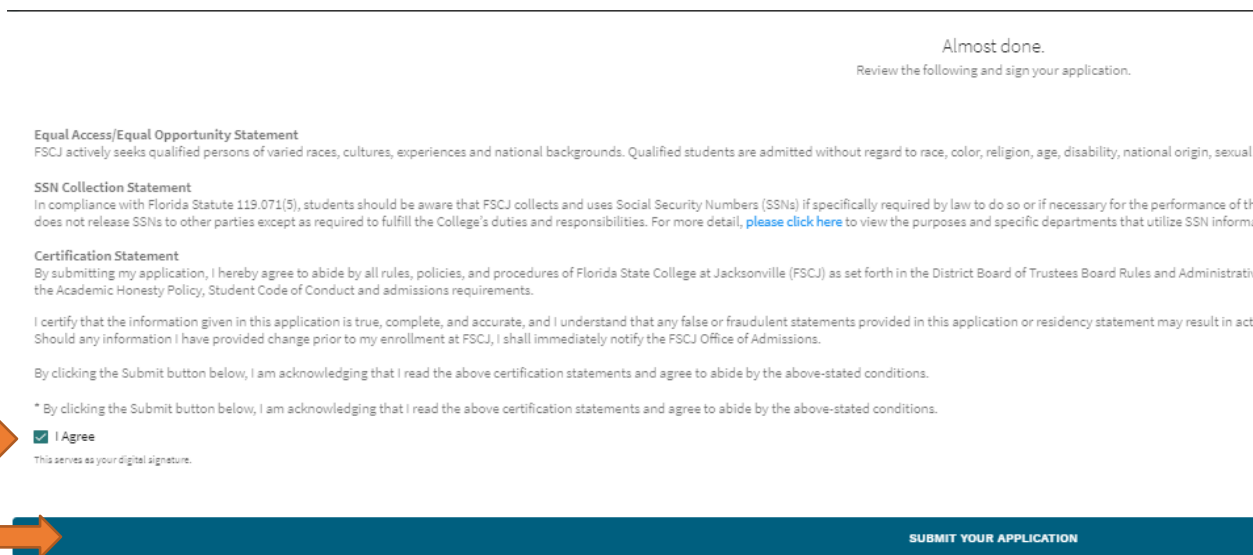 Almost done.
Review the following and sign your application.
Equal Access/Equal Opportunity Statement
FSCJ actively seeks qualified persons of varied races, cultures, experiences and national backgrounds. Qualified students are admitted without regard to race, color, religion, age, disability, national origin, sexual
SSN Collection Statement
In compliance with Florida Statute 119.071(5), students should be aware that FSCJ collects and uses Social Security Numbers (SSNs) if specifically required by law to do so or if necessary for the performance of th
does not release SSNs to other parties except as required to fulfill the College's duties and responsibilities. For more detail, please click here to view the purposes and specific departments that utilize SSN informa
Certification Statement
By submitting my application, I hereby agree to abide by all rules, policies, and procedures of Florida State College at Jacksonville (FSCJ) as set forth in the District Board of Trustees Board Rules and Administrativ
the Academic Honesty Policy, Student Code of Conduct and admissions requirements.
I certify that the information given in this application is true, complete, and accurate, and I understand that any false or fraudulent statements provided in this application or residency statement may result in act
Should any information I have provided change prior to my enrollment at FSCJ, I shall immediately notify the FSCJ Office of Admissions.
By clicking the Submit button below, I am acknowledging that I read the above certification statements and agree to abide by the above-stated conditions.
* By clicking the Submit button below, I am acknowledging that I read the above certification statements and agree to abide by the above-stated conditions.
I Agree
This serves as your digital signature.
SUBMIT YOUR APPLICATION